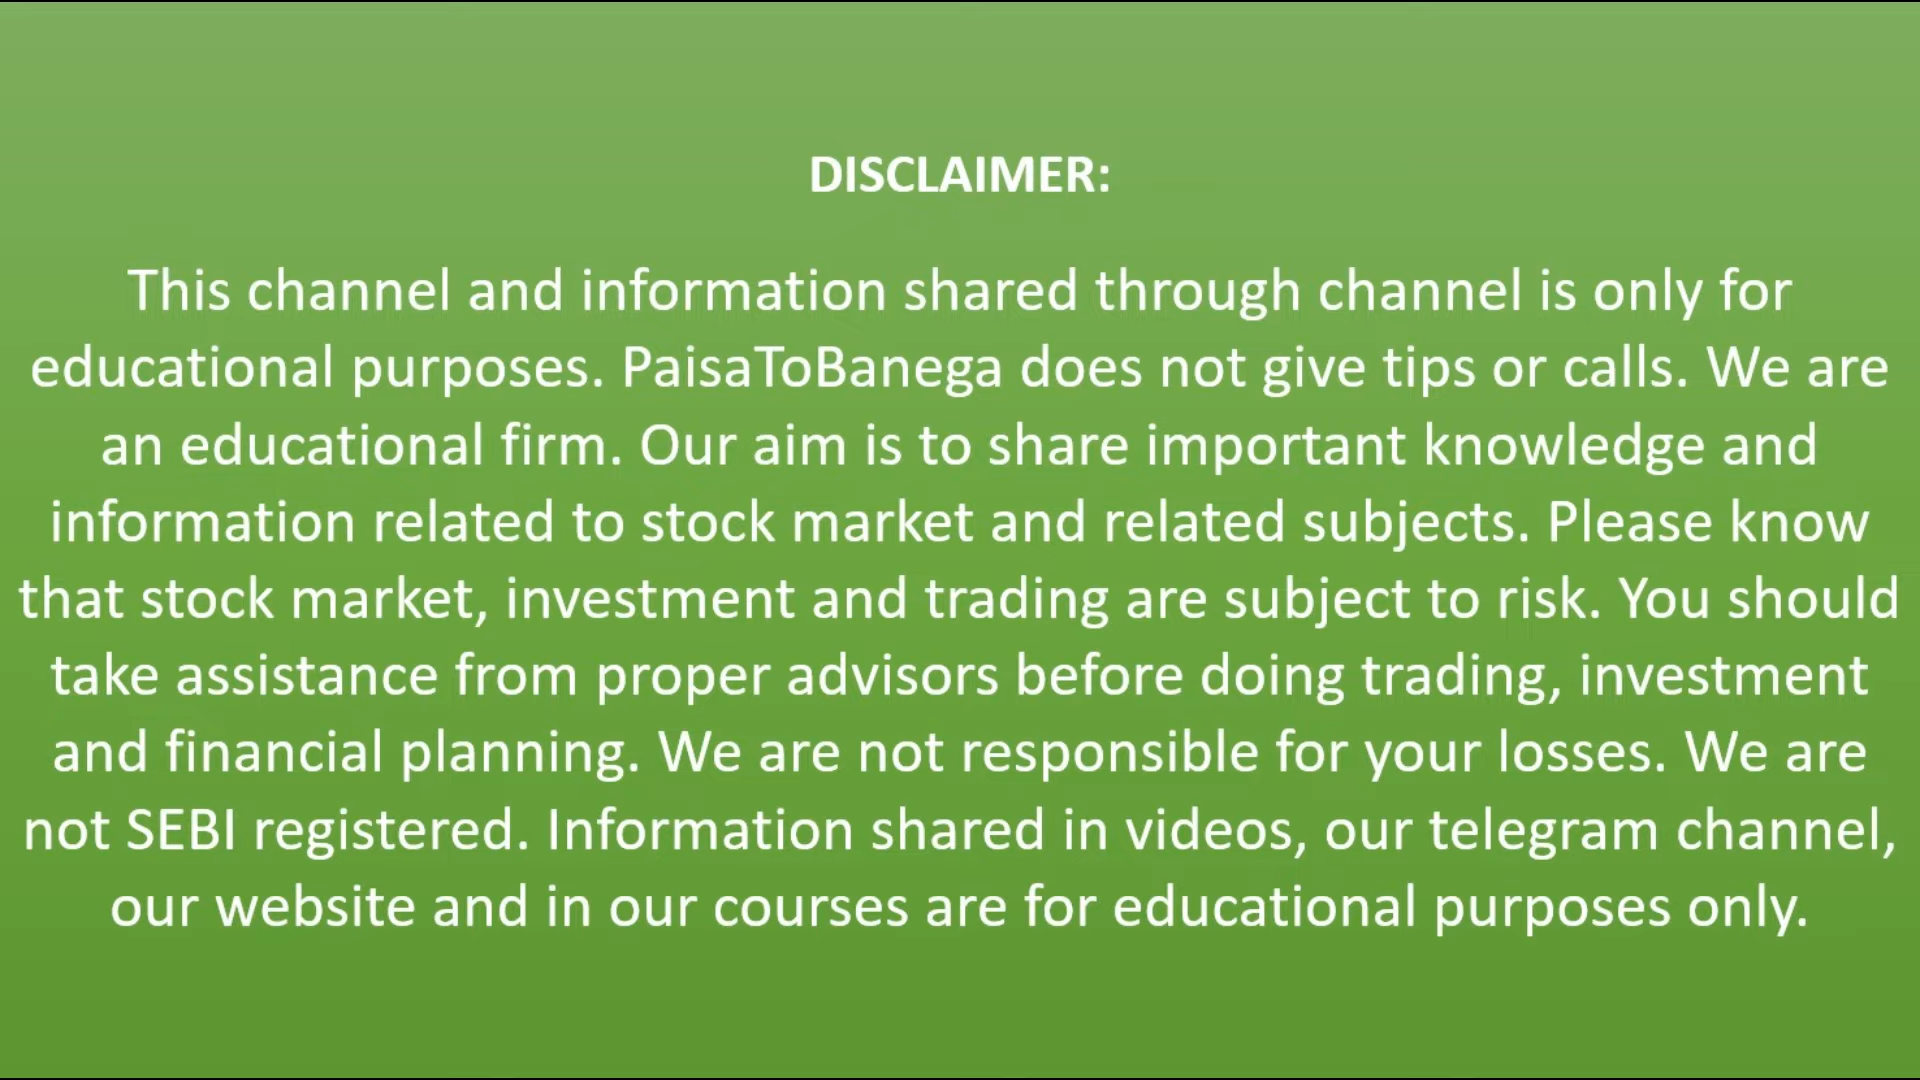 DISCLAIMER:
This channel and information shared through channel is only for
educational purposes. PaisaToBanega does not give tips or calls. We are
an educational firm. Our aim is to share important knowledge and
information related to stock market and related subjects. Please know
that stock market, investment and trading are subject to risk. You should
take assistance from proper advisors before doing trading, investment
and financial planning. We are not responsible for your losses. We are
not SEBI registered. Information shared in videos, our telegram channel,
our website and in our courses are for educational purposes only.